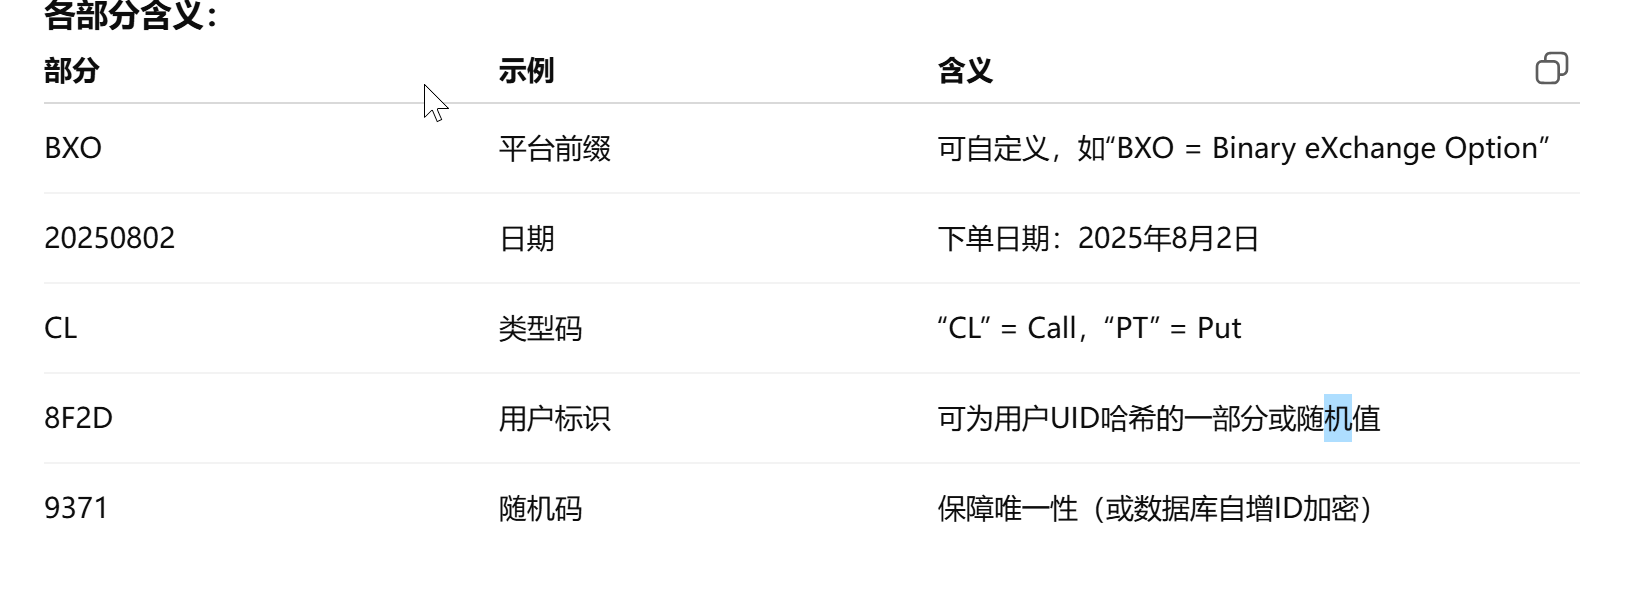 各部分含义：
部分 示例 含义
BXO 平台前缀 可自定义，如“BXO = Binary eXchange Option”
20250802 日期 下单日期：2025年8月2日
CL 类型码 “CL” = Call，“PT” = Put
8F2D 用户标识 可为用户UID哈希的一部分或随机值
9371 随机码 保障唯一性（或数据库自增ID加密）